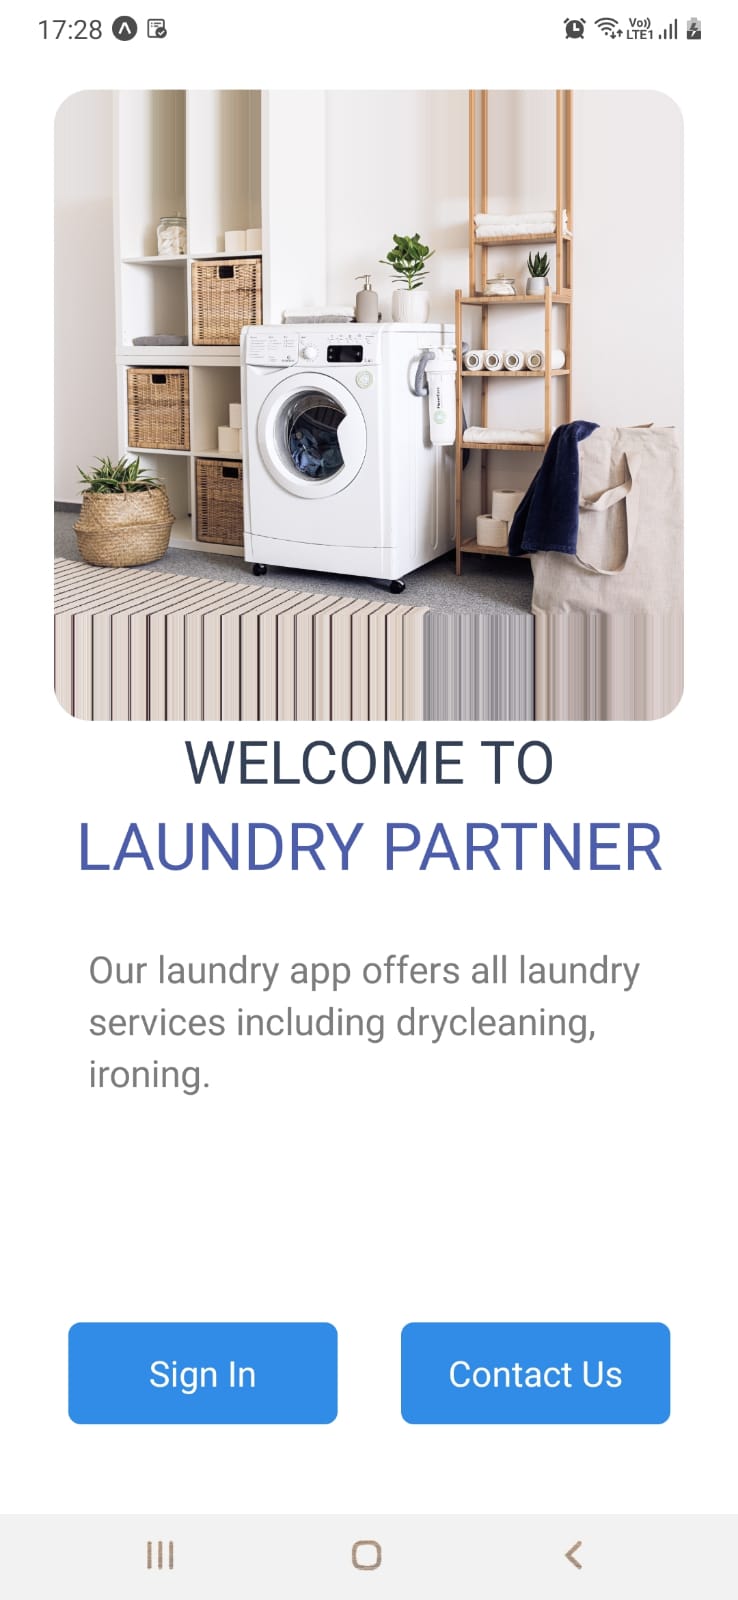 17:28
Vo))
LTE1
WELCOME TO
LAUNDRY PARTNER
Our laundry app offers all laundry
services including drycleaning,
ironing.
Sign In
Contact Us